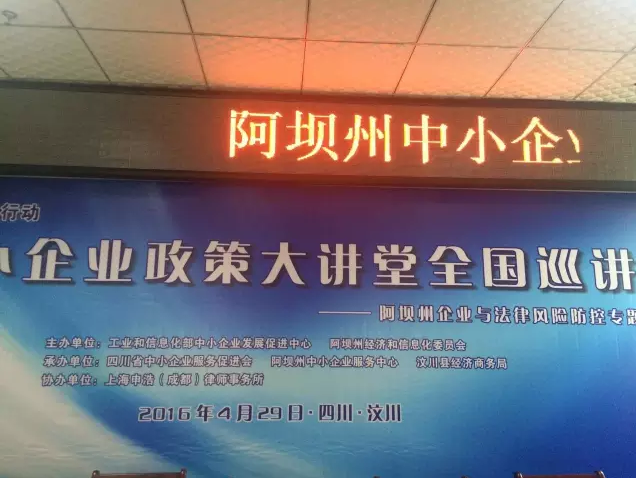 阿坝州中小企
行动
小企业政策大讲堂全国巡讲
——阿坝州企业与法律风险防控专题
主办单位：工业和信息化部中小企业发展促进中心 阿坝州经济和信息化委员会
承办单位：四川省中小企业服务促进会 阿坝州中小企业服务中心 汶川县经济商务局
协办单位：上海申浩（成都）律师事务所
2016年4月29日·四川·汶川